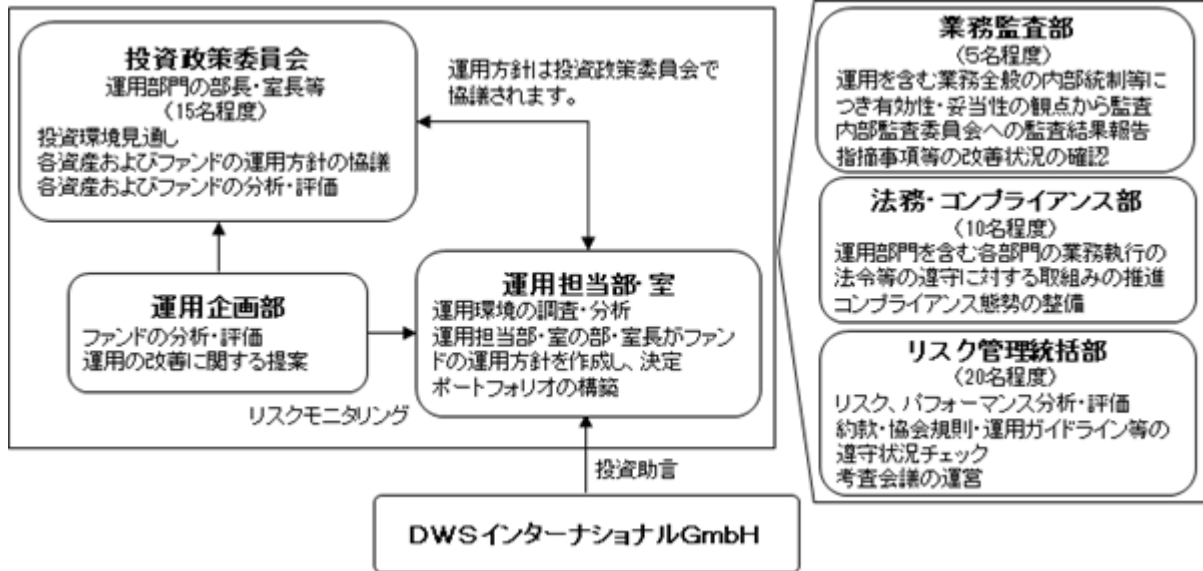 投資政策委員会
運用部門の部長・室長等
(15名程度)
投資環境見通し
各資産およびファンドの運用方針の協議
各資産およびファンドの分析・評価
運用方針は投資政策委員会で
協議されます。
運用企画部
ファンドの分析・評価
運用の改善に関する提案
リスクモニタリング
運用担当部・室
運用環境の調査・分析
運用担当部・室の部・室長がファン
ドの運用方針を作成し、決定
ポートフォリオの構築
投資助言
DWSインターナショナルGmbH
業務監査部
(5名程度)
運用を含む業務全般の内部統制等に
つき有効性・妥当性の観点から監査
内部監査委員会への監査結果報告
指摘事項等の改善状況の確認
法務・コンプライアンス部
(10名程度)
運用部門を含む各部門の業務執行の
法令等の遵守に対する取組みの推進
コンプライアンス態勢の整備
リスク管理統括部
(20名程度)
リスク、パフォーマンス分析・評価
約款・協会規則・運用ガイドライン等の
遵守状況チェック
考査会議の運営